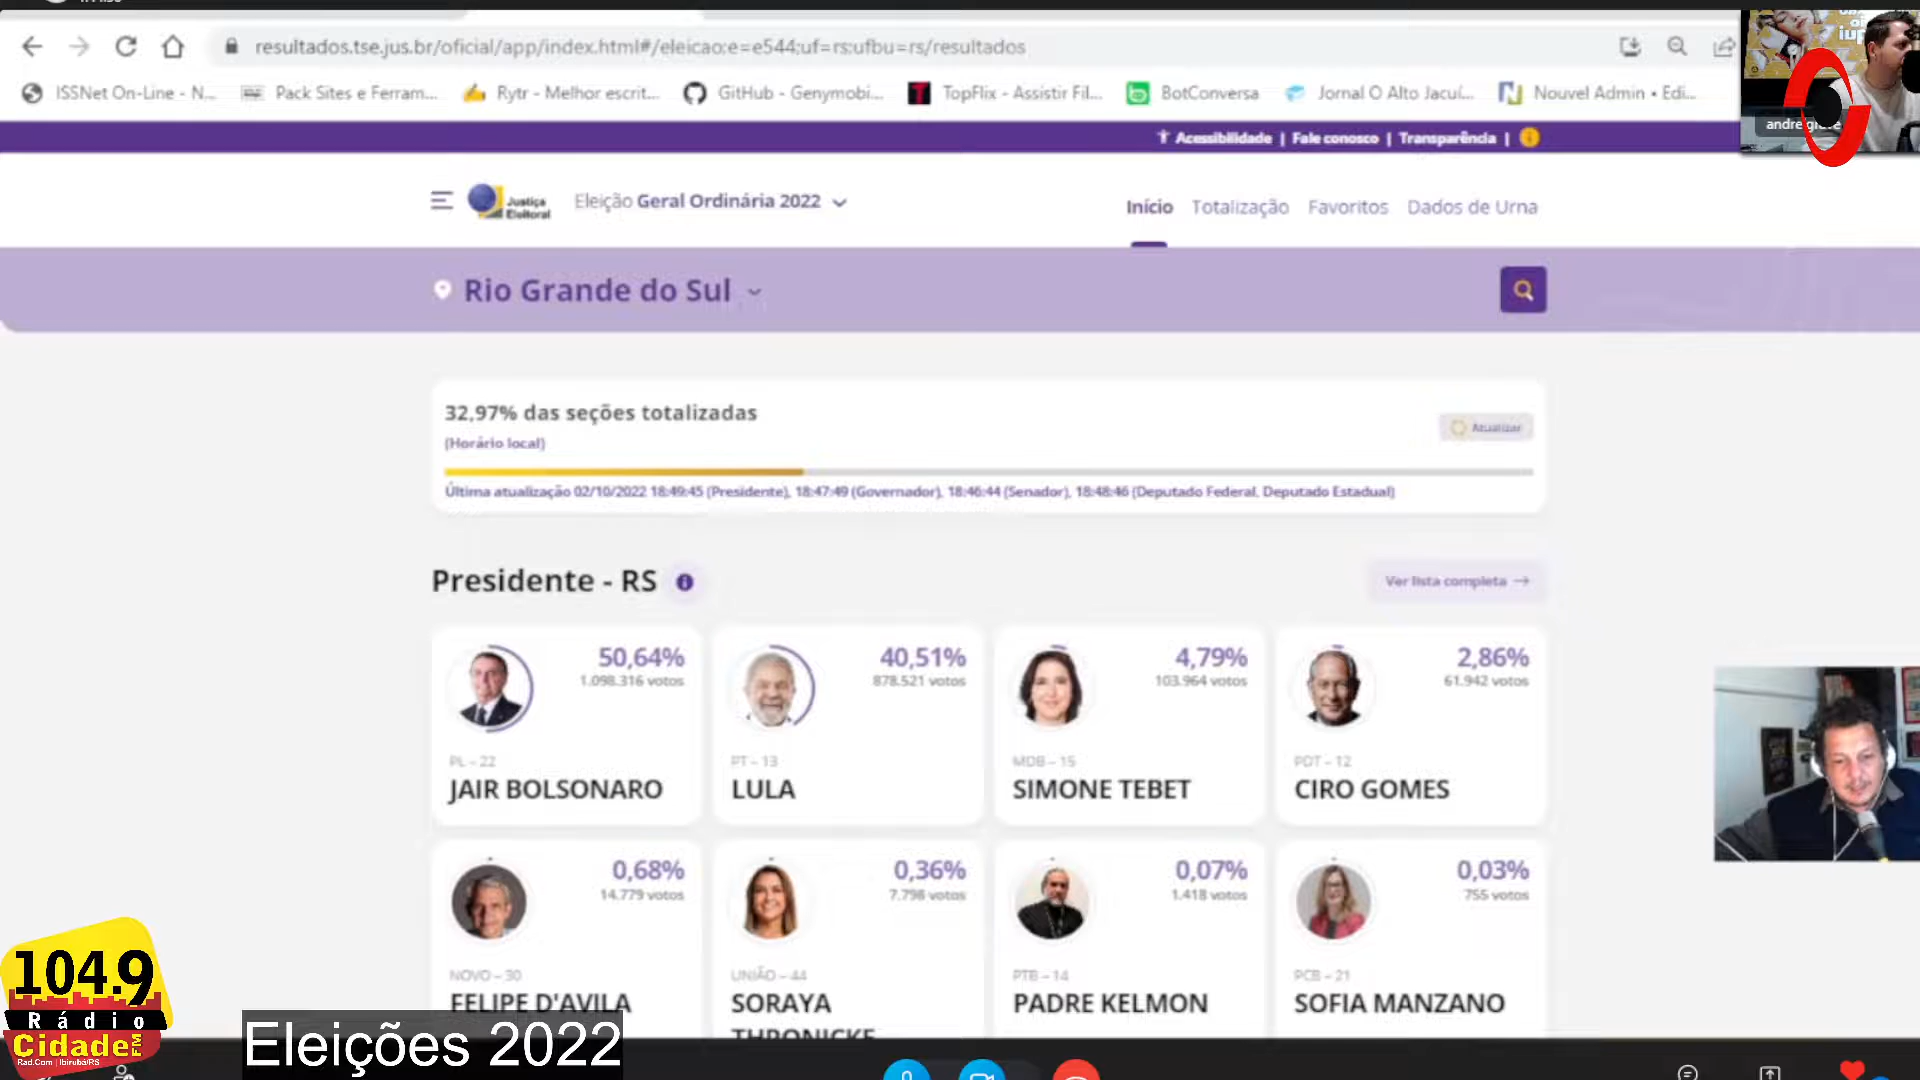 resultados.tse.jus.br/oficial/app/index.html#/eleicao:e=e544;uf=rs:ufbu=rs/resultados
ISSNet On-Line - N... Pack Sites e Ferram... Rytr - Melhor escrit... GitHub - Genymobi... TopFlix - Assistir Fil... BotConversa Jornal O Alto Jacuí... Nouvel Admin • Edi...
Acessibilidade | Fale conosco | Transparência |
Justiça
Eleitoral
Eleição Geral Ordinária 2022
Início Totalização Favoritos Dados de Urna
Rio Grande do Sul
32,97% das seções totalizadas
(Horário local)
Atualizar
Última atualização 02/10/2022 18:49:45 (Presidente), 18:47:49 (Governador), 18:46:44 (Senador), 18:48:46 (Deputado Federal, Deputado Estadual)
Presidente - RS
Ver lista completa →
50,64%
1.098.316 votos
PL - 22
JAIR BOLSONARO
40,51%
878.521 votos
PT - 13
LULA
4,79%
103.964 votos
MDB - 15
SIMONE TEBET
2,86%
61.942 votos
PDT - 12
CIRO GOMES
0,68%
14.779 votos
NOVO - 30
FELIPE D'AVILA
0,36%
7.798 votos
UNIÃO - 44
SORAYA
THRONICKE
0,07%
1.418 votos
PTB - 14
PADRE KELMON
0,03%
755 votos
PCB - 21
SOFIA MANZANO
104.9
Rádio
Cidade FM
Rad.Com | Ibirubá/RS
Eleições 2022